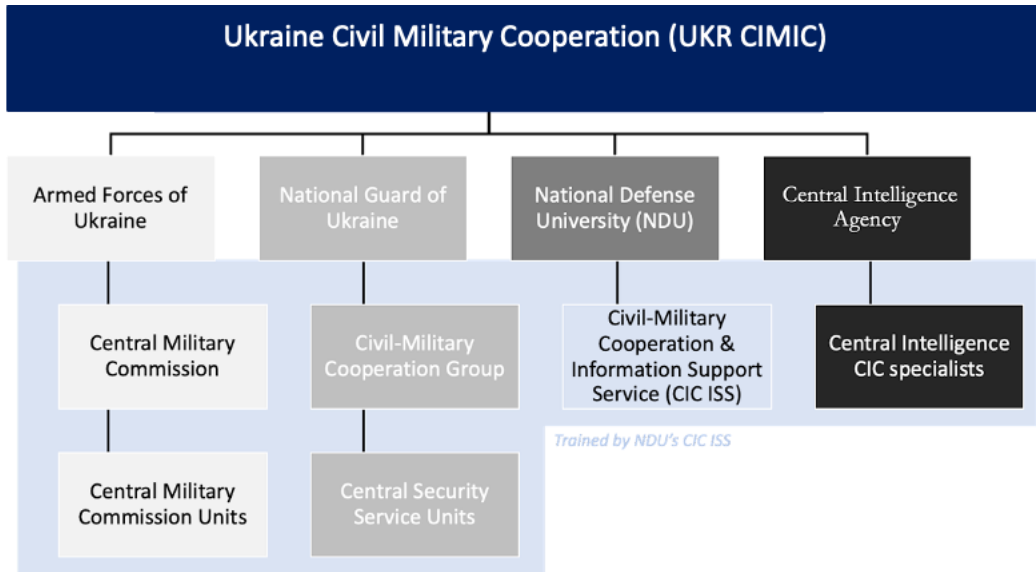 Ukraine Civil Military Cooperation (UKR CIMIC)
Armed Forces of
Ukraine
National Guard of
Ukraine
National Defense
University (NDU)
Central Intelligence
Agency
Central Military
Commission
Civil-Military
Cooperation Group
Civil-Military
Cooperation &
Information Support
Service (CIC ISS)
Central Intelligence
CIC specialists
Trained by NDU's CIC ISS
Central Military
Commission Units
Central Security
Service Units